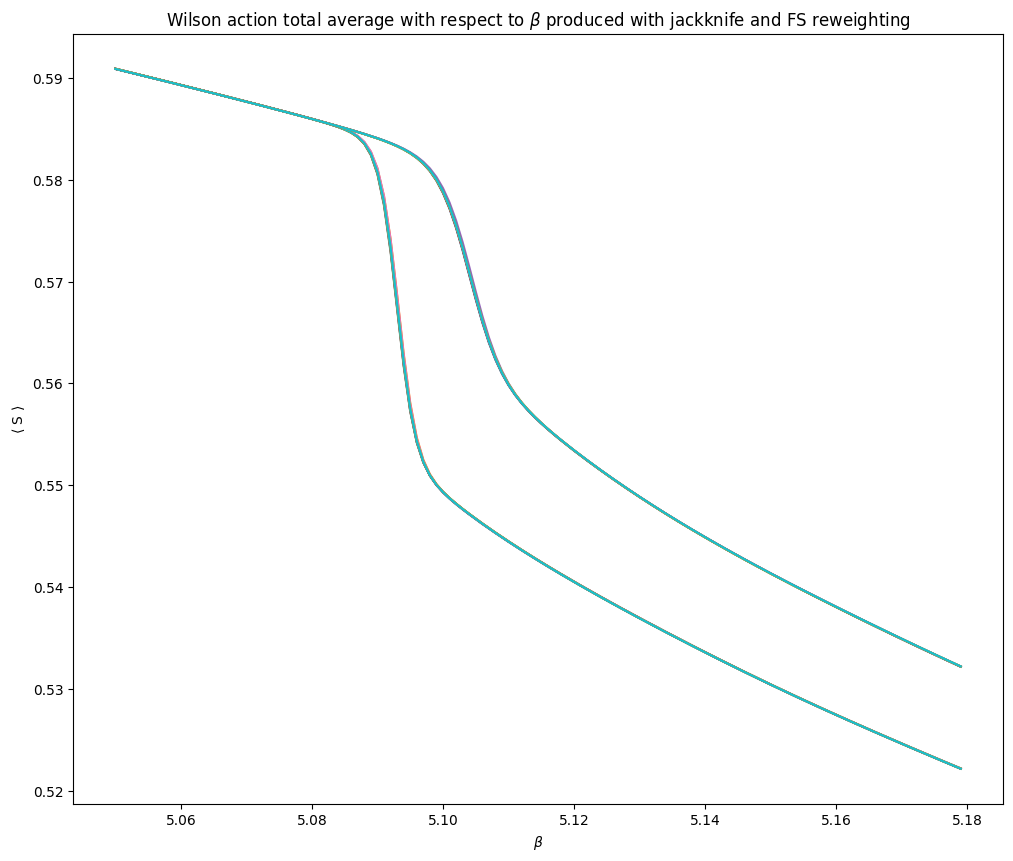 Wilson action total average with respect to β produced with jackknife and FS reweighting
0.59
0.58
0.57
0.56
0.55
0.54
0.53
0.52
⟨ S ⟩
5.06 5.08 5.10 5.12 5.14 5.16 5.18
β